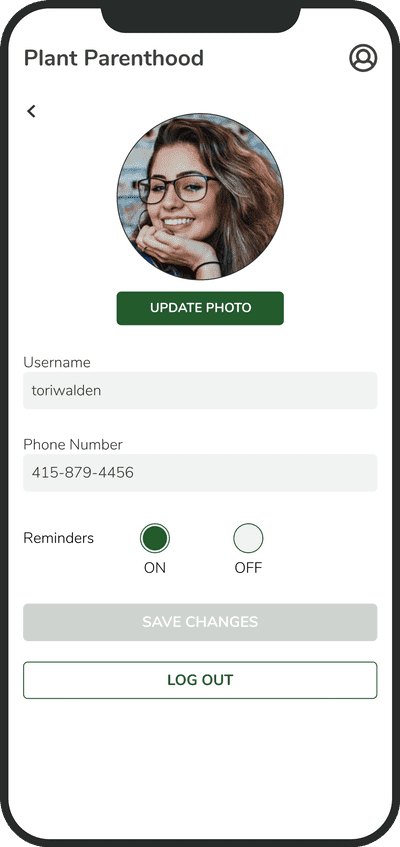 Plant Parenthood
UPDATE PHOTO
Username
toriwalden
Phone Number
415-879-4456
Reminders
ON
OFF
SAVE CHANGES
LOG OUT